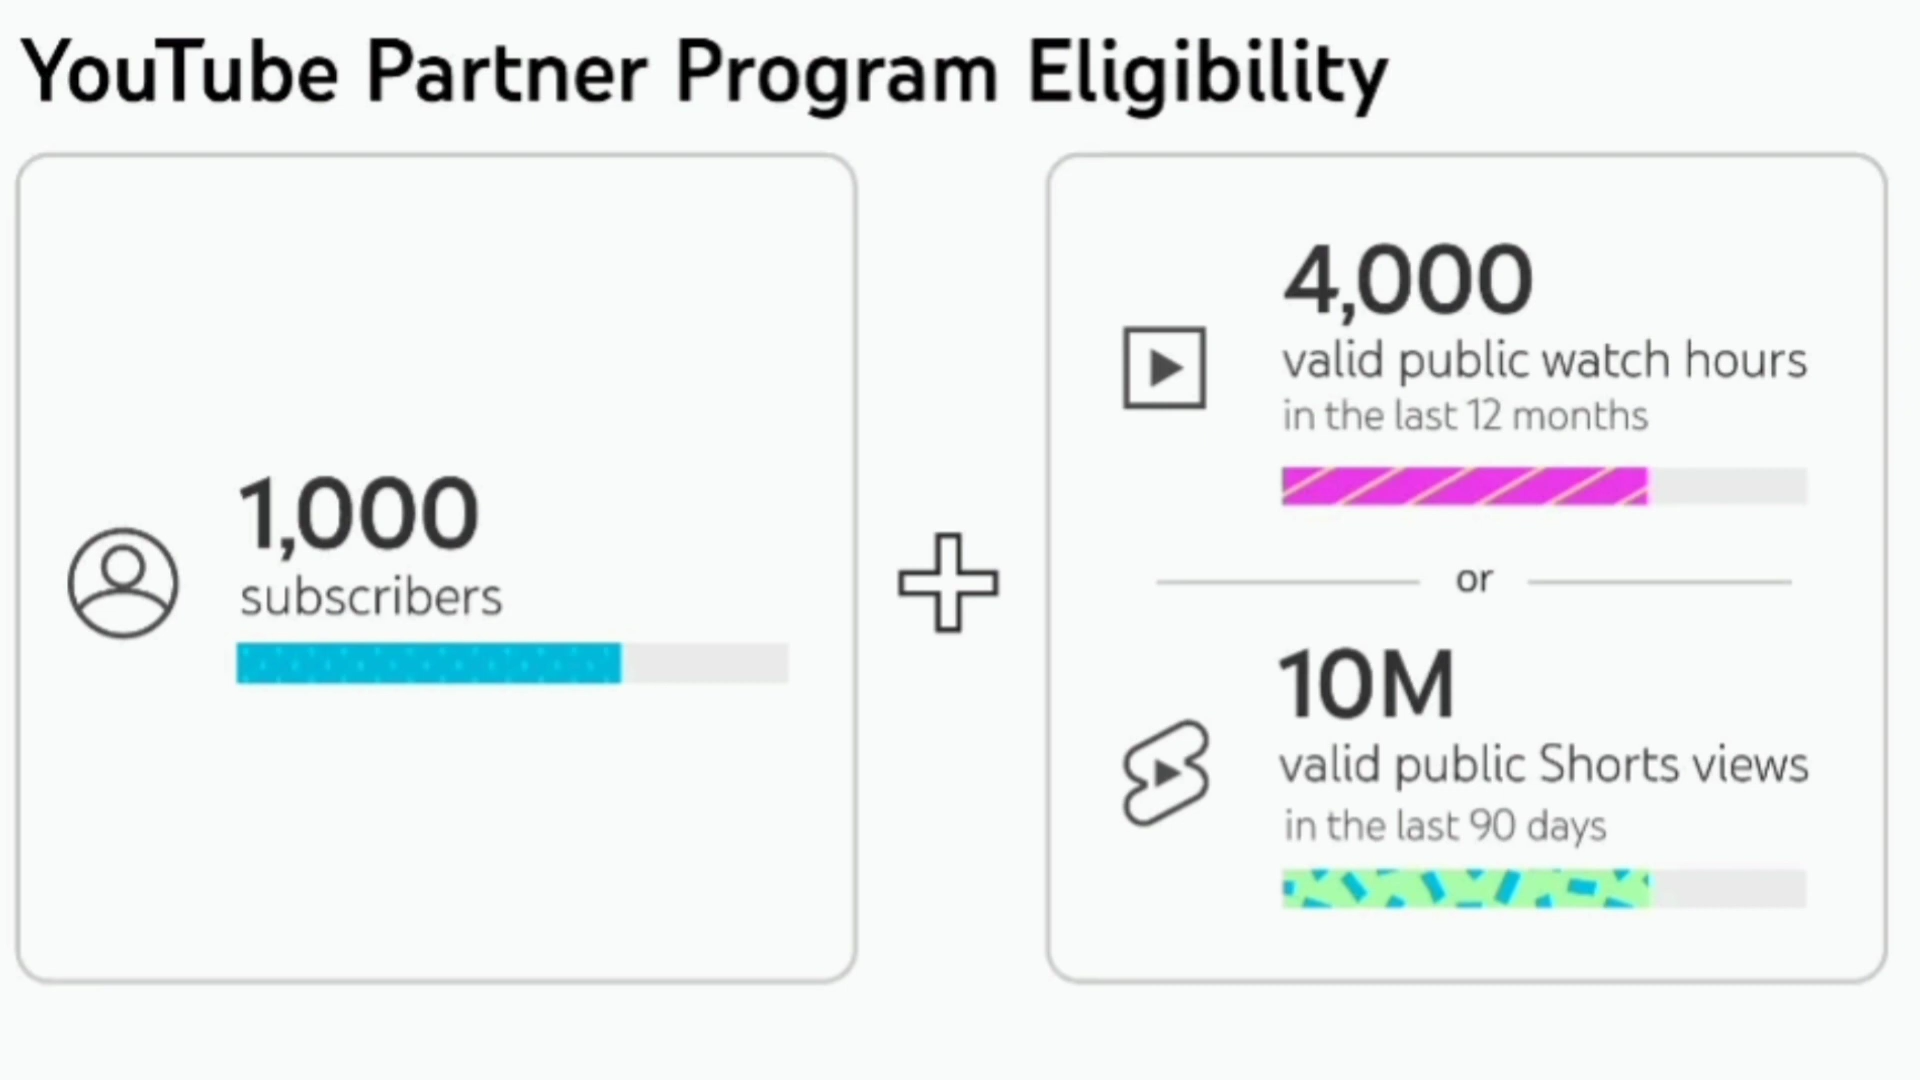 YouTube Partner Program Eligibility
1,000
subscribers
4,000
valid public watch hours
in the last 12 months
or
10M
valid public Shorts views
in the last 90 days